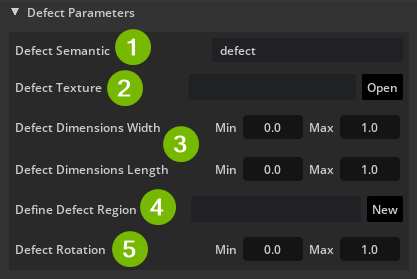 Defect Parameters
Defect Semantic 1 defect
Defect Texture 2 Open
Defect Dimensions Width Min 0.0 Max 1.0
3
Defect Dimensions Length Min 0.0 Max 1.0
Define Defect Region 4 New
Defect Rotation 5 Min 0.0 Max 1.0